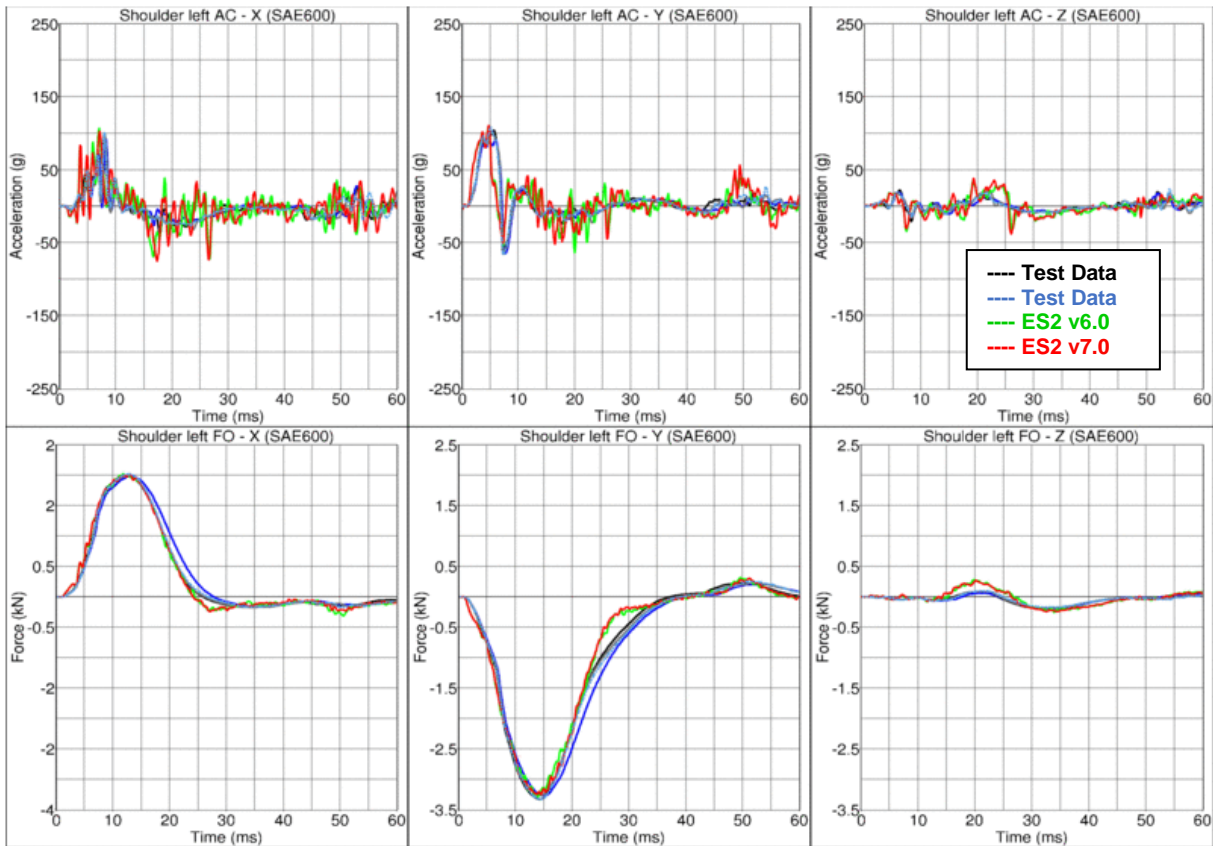 Shoulder left AC - X (SAE600)
250
150
50
-50
-150
-250
Acceleration (g)
0 10 20 30 40 50 60
Time (ms)
Shoulder left AC - Y (SAE600)
250
150
50
-50
-150
-250
Acceleration (g)
0 10 20 30 40 50 60
Time (ms)
Shoulder left AC - Z (SAE600)
250
150
50
-50
-150
-250
Acceleration (g)
0 10 20 30 40 50 60
Time (ms)
---- Test Data
---- Test Data
---- ES2 v6.0
---- ES2 v7.0
Shoulder left FO - X (SAE600)
2
2
0.5
-0.5
-2
-2
-4
Force (kN)
0 10 20 30 40 50 60
Time (ms)
Shoulder left FO - Y (SAE600)
2.5
1.5
0.5
-0.5
-1.5
-2.5
-3.5
Force (kN)
0 10 20 30 40 50 60
Time (ms)
Shoulder left FO - Z (SAE600)
2.5
1.5
0.5
-0.5
-1.5
-2.5
-3.5
Force (kN)
0 10 20 30 40 50 60
Time (ms)